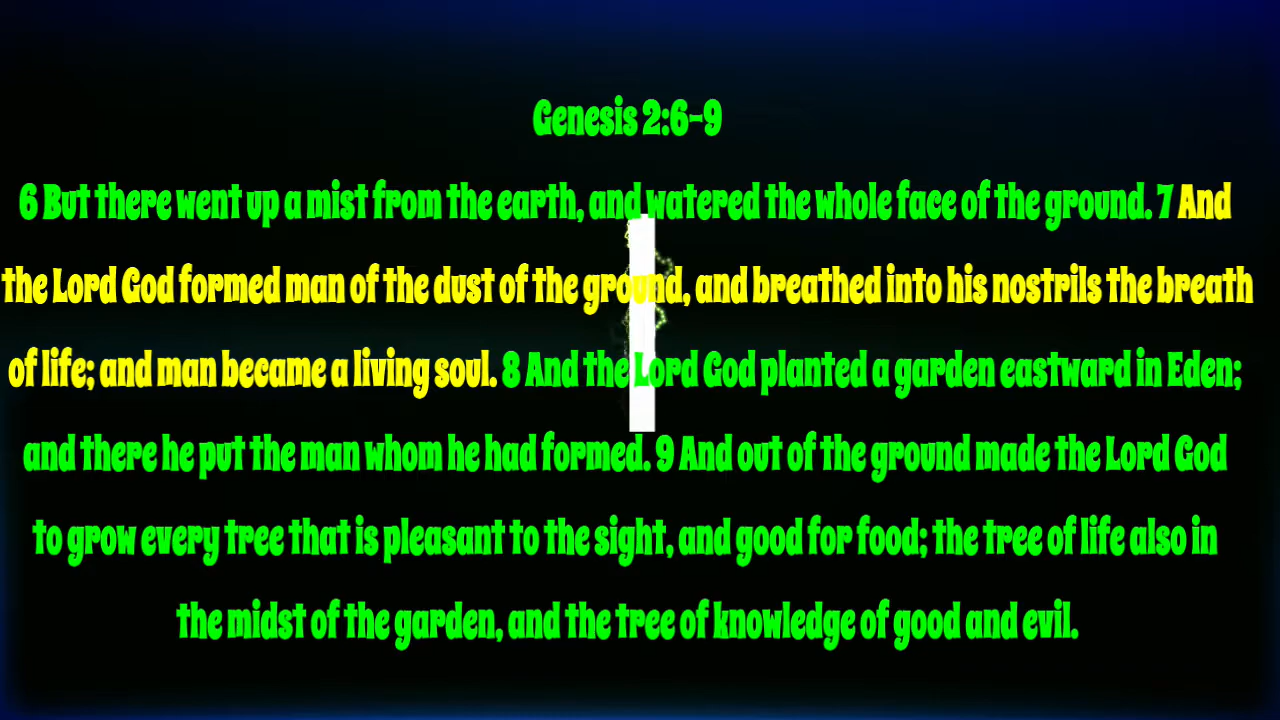 Genesis 2:6-9
6 But there went up a mist from the earth, and watered the whole face of the ground. 7 And
the Lord God formed man of the dust of the ground, and breathed into his nostrils the breath
of life; and man became a living soul. 8 And the Lord God planted a garden eastward in Eden;
and there he put the man whom he had formed. 9 And out of the ground made the Lord God
to grow every tree that is pleasant to the sight, and good for food; the tree of life also in
the midst of the garden, and the tree of knowledge of good and evil.